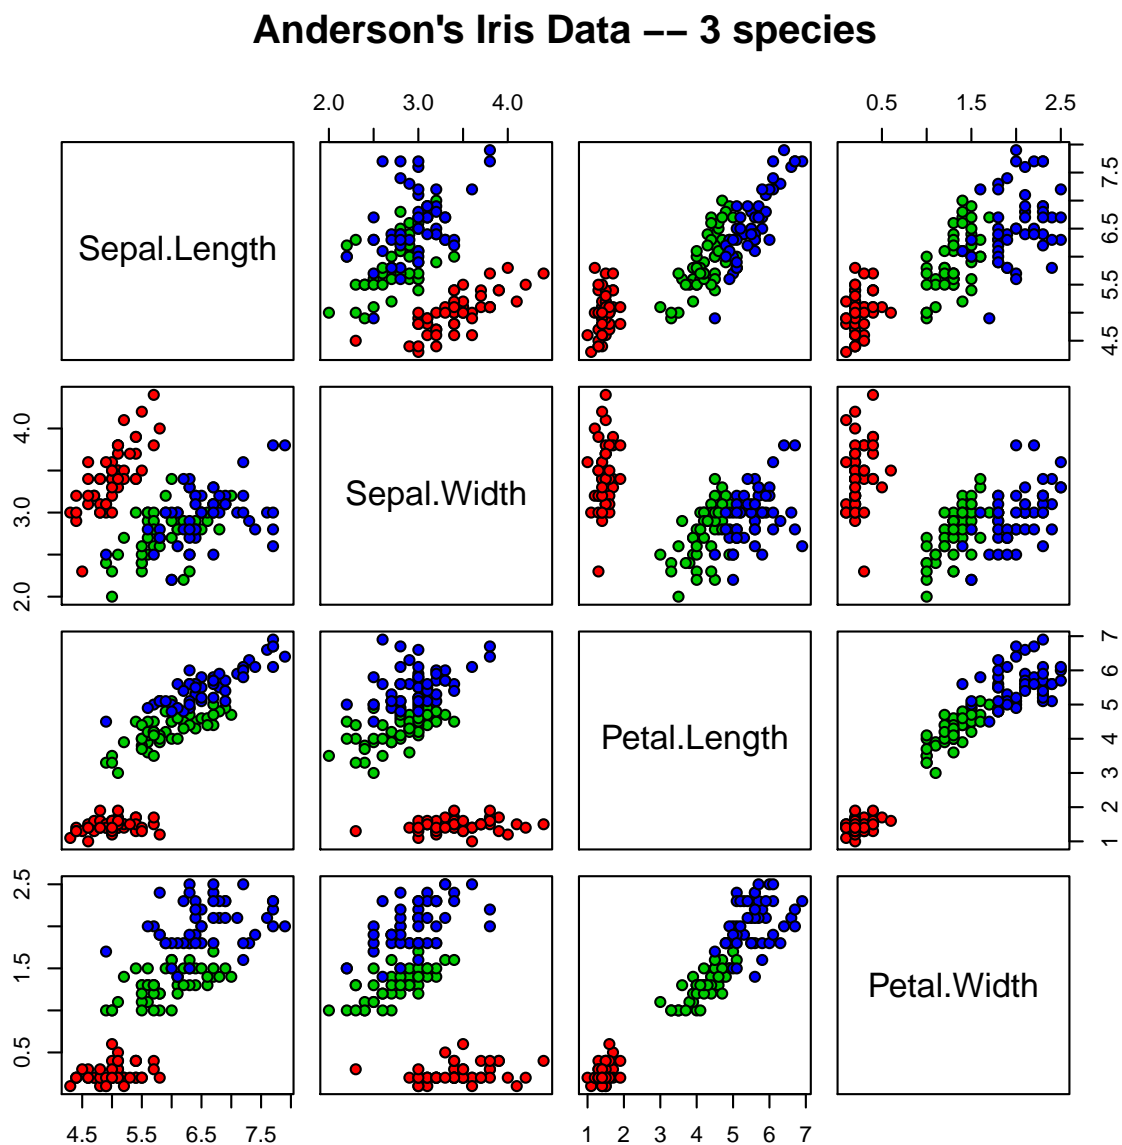 Anderson's Iris Data −− 3 species
2.0 3.0 4.0 0.5 1.5 2.5
Sepal.Length
4.5 5.5 6.5 7.5
2.0 3.0 4.0
Sepal.Width
Petal.Length
1 2 3 4 5 6 7
0.5 1.5 2.5
Petal.Width
4.5 5.5 6.5 7.5 1 2 3 4 5 6 7